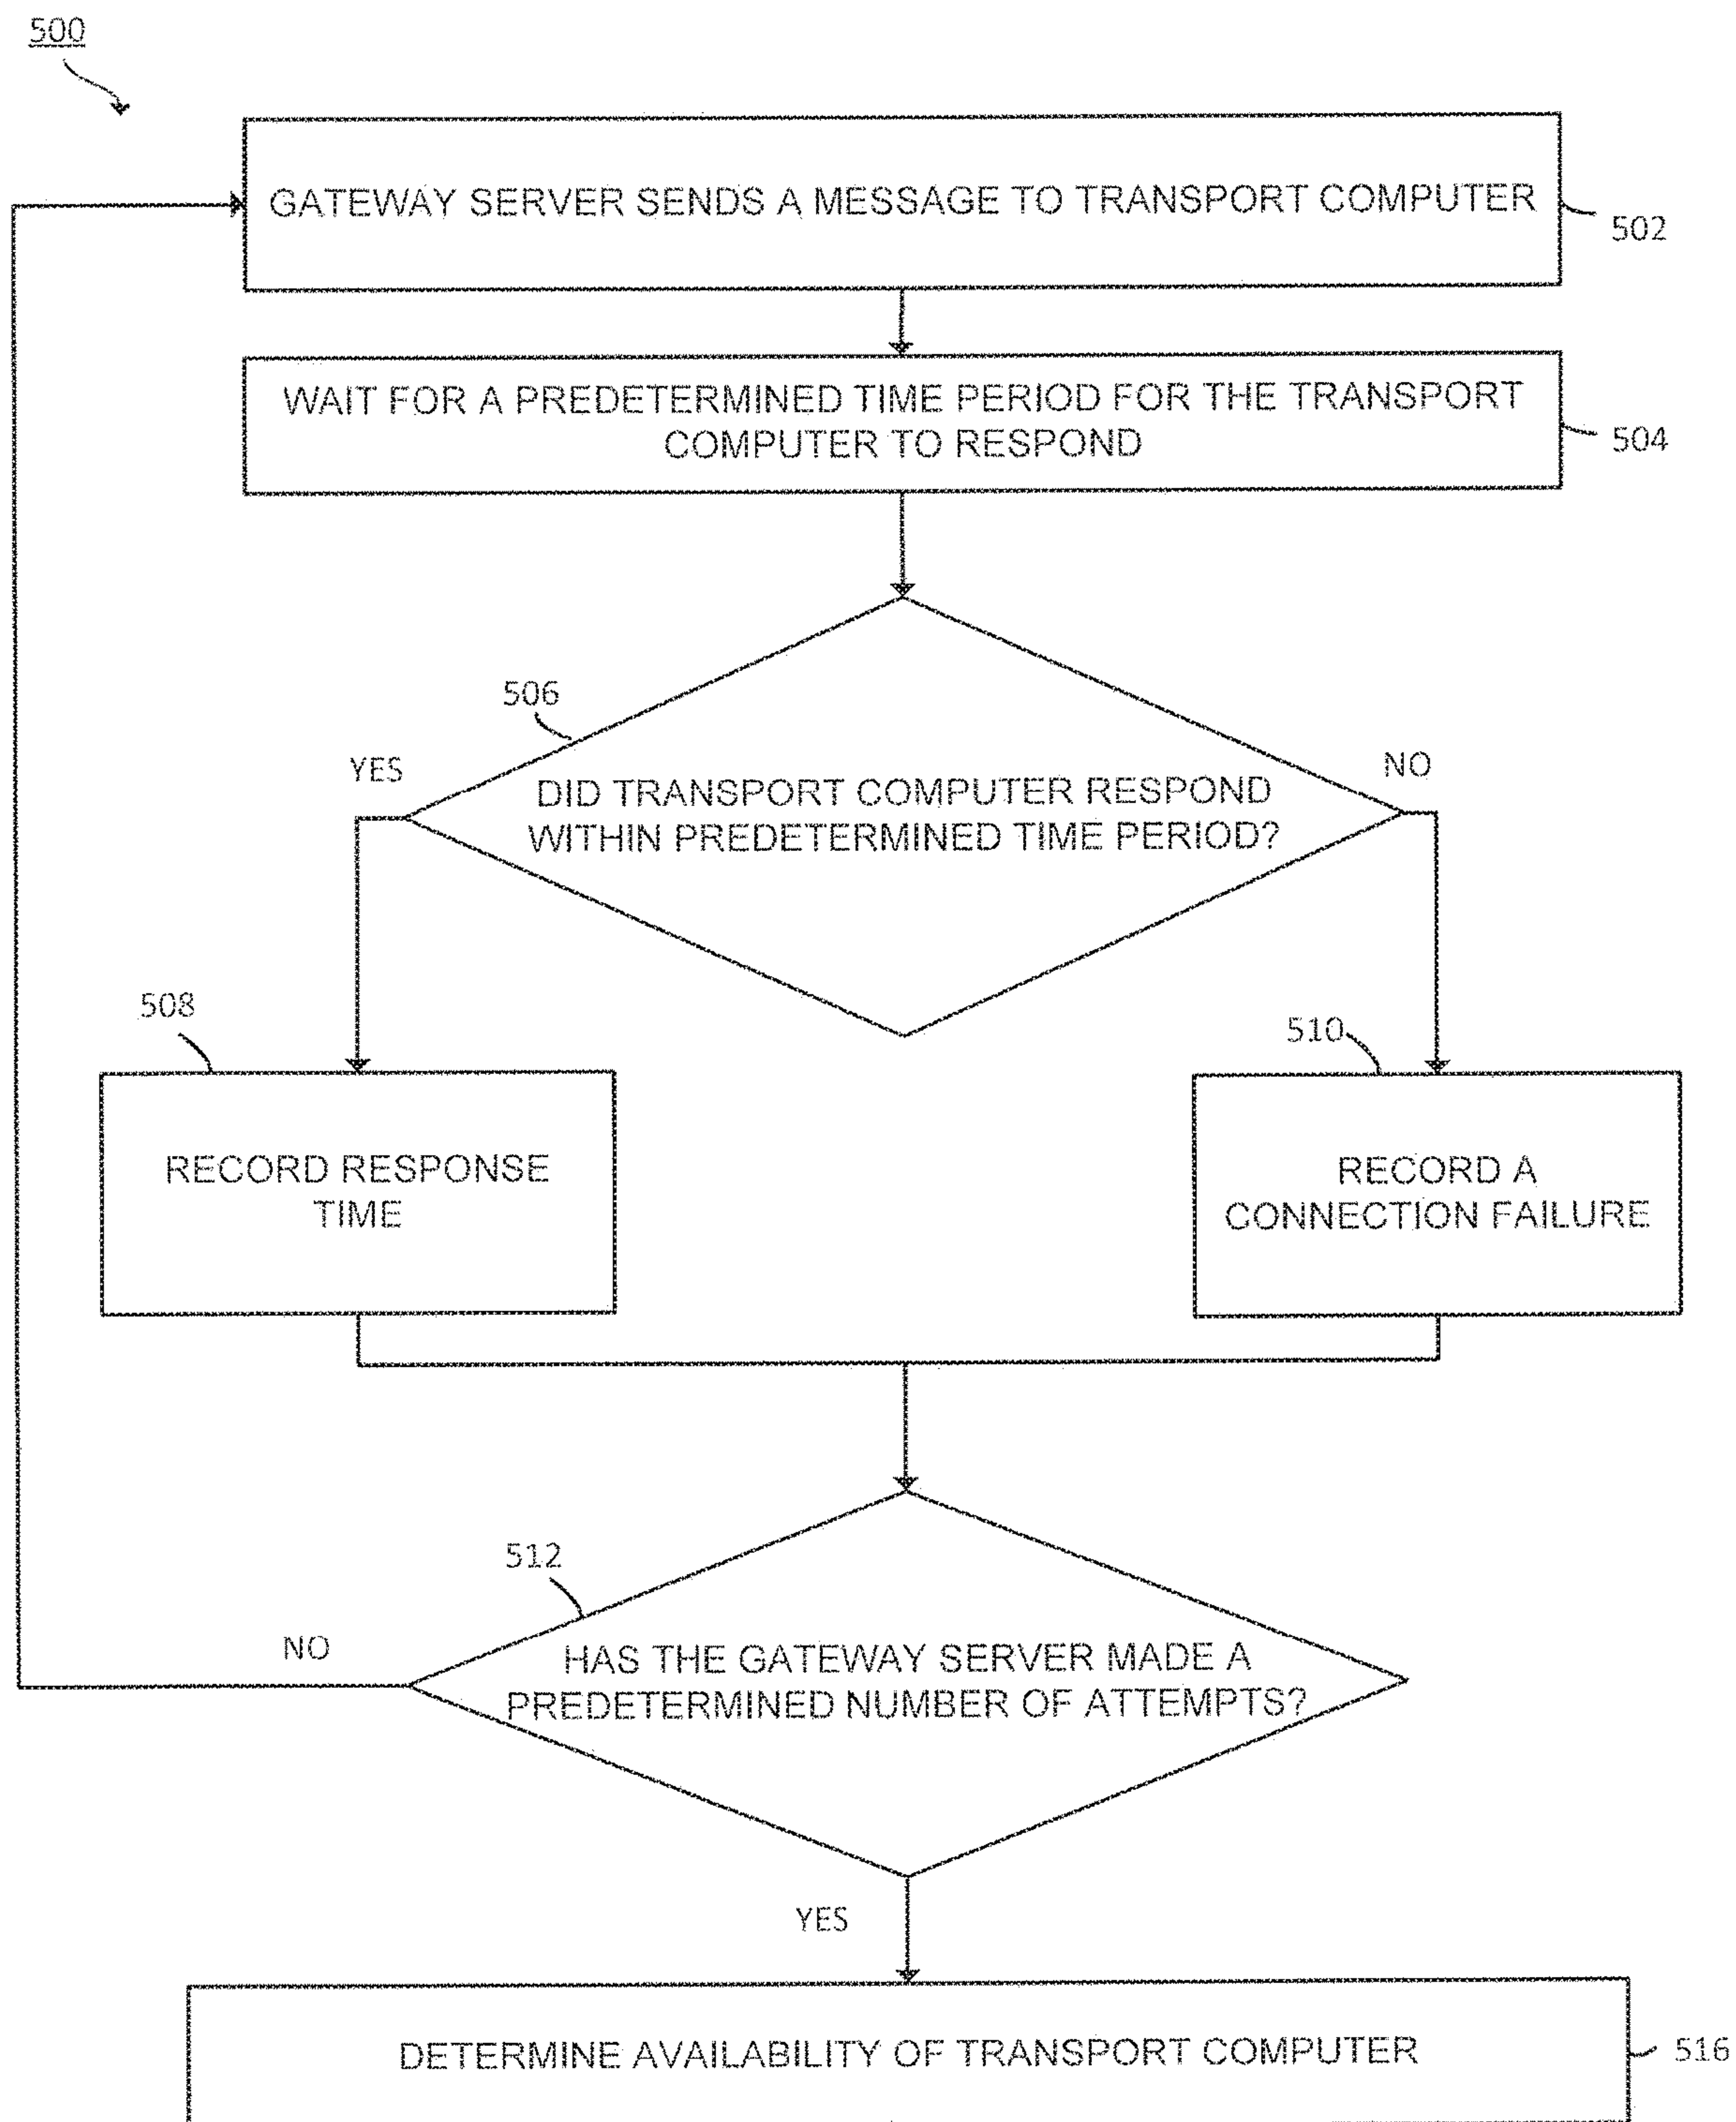 500
GATEWAY SERVER SENDS A MESSAGE TO TRANSPORT COMPUTER
502
WAIT FOR A PREDETERMINED TIME PERIOD FOR THE TRANSPORT
COMPUTER TO RESPOND
504
506
YES
NO
DID TRANSPORT COMPUTER RESPOND
WITHIN PREDETERMINED TIME PERIOD?
508
510
RECORD RESPONSE
TIME
RECORD A
CONNECTION FAILURE
512
NO
HAS THE GATEWAY SERVER MADE A
PREDETERMINED NUMBER OF ATTEMPTS?
YES
DETERMINE AVAILABILITY OF TRANSPORT COMPUTER
516